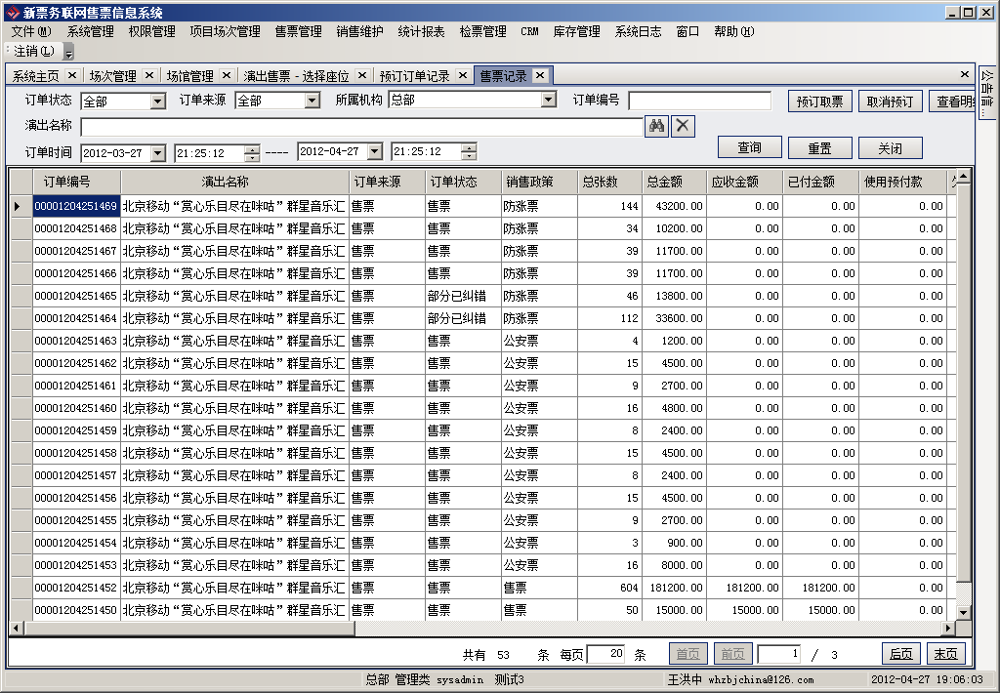 新票务联网售票信息系统
文件(M) 系统管理 权限管理 项目场次管理 售票管理 销售维护 统计报表 检票管理 CRM 库存管理 系统日志 窗口 帮助(H)
注销(L)
系统主页 场次管理 场馆管理 演出售票 - 选择座位 预订订单记录 售票记录
公告信...
订单状态 全部 订单来源 全部 所属机构 总部 订单编号 预订取票 取消预订 查看明
演出名称
订单时间 2012-03-27 21:25:12 ---- 2012-04-27 21:25:12 查询 重置 关闭
订单编号 演出名称 订单来源 订单状态 销售政策 总张数 总金额 应收金额 已付金额 使用预付款
00001204251469 北京移动“赏心乐目尽在咪咕”群星音乐汇 售票 售票 防涨票 144 43200.00 0.00 0.00 0.00
00001204251468 北京移动“赏心乐目尽在咪咕”群星音乐汇 售票 售票 防涨票 34 10200.00 0.00 0.00 0.00
00001204251467 北京移动“赏心乐目尽在咪咕”群星音乐汇 售票 售票 防涨票 39 11700.00 0.00 0.00 0.00
00001204251466 北京移动“赏心乐目尽在咪咕”群星音乐汇 售票 售票 防涨票 39 11700.00 0.00 0.00 0.00
00001204251465 北京移动“赏心乐目尽在咪咕”群星音乐汇 售票 部分已纠错 防涨票 46 13800.00 0.00 0.00 0.00
00001204251464 北京移动“赏心乐目尽在咪咕”群星音乐汇 售票 部分已纠错 防涨票 112 33600.00 0.00 0.00 0.00
00001204251463 北京移动“赏心乐目尽在咪咕”群星音乐汇 售票 售票 公安票 4 1200.00 0.00 0.00 0.00
00001204251462 北京移动“赏心乐目尽在咪咕”群星音乐汇 售票 售票 公安票 15 4500.00 0.00 0.00 0.00
00001204251461 北京移动“赏心乐目尽在咪咕”群星音乐汇 售票 售票 公安票 9 2700.00 0.00 0.00 0.00
00001204251460 北京移动“赏心乐目尽在咪咕”群星音乐汇 售票 售票 公安票 16 4800.00 0.00 0.00 0.00
00001204251459 北京移动“赏心乐目尽在咪咕”群星音乐汇 售票 售票 公安票 8 2400.00 0.00 0.00 0.00
00001204251458 北京移动“赏心乐目尽在咪咕”群星音乐汇 售票 售票 公安票 15 4500.00 0.00 0.00 0.00
00001204251457 北京移动“赏心乐目尽在咪咕”群星音乐汇 售票 售票 公安票 8 2400.00 0.00 0.00 0.00
00001204251456 北京移动“赏心乐目尽在咪咕”群星音乐汇 售票 售票 公安票 15 4500.00 0.00 0.00 0.00
00001204251455 北京移动“赏心乐目尽在咪咕”群星音乐汇 售票 售票 公安票 9 2700.00 0.00 0.00 0.00
00001204251454 北京移动“赏心乐目尽在咪咕”群星音乐汇 售票 售票 公安票 3 900.00 0.00 0.00 0.00
00001204251453 北京移动“赏心乐目尽在咪咕”群星音乐汇 售票 售票 公安票 16 8000.00 0.00 0.00 0.00
00001204251452 北京移动“赏心乐目尽在咪咕”群星音乐汇 售票 售票 售票 604 181200.00 181200.00 181200.00 0.00
00001204251450 北京移动“赏心乐目尽在咪咕”群星音乐汇 售票 售票 售票 50 15000.00 15000.00 15000.00 0.00
共有 53 条 每页 20 条 首页 前页 1 / 3 后页 末页
总部 管理类 sysadmin 测试3 王洪中 whzbjchina@126.com 2012-04-27 19:06:03